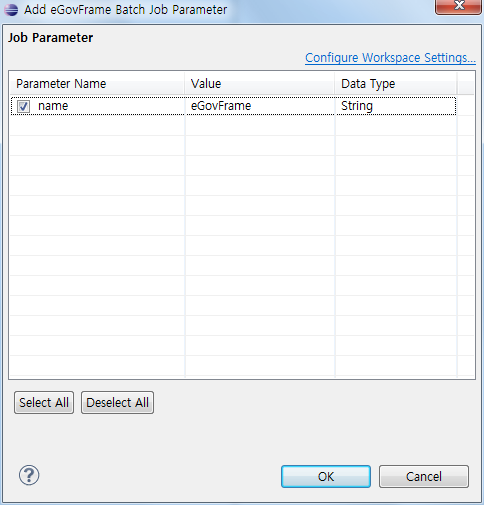 Add eGovFrame Batch Job Parameter
Job Parameter
Configure Workspace Settings...
Parameter Name Value Data Type
name eGovFrame String
Select All Deselect All
? OK Cancel